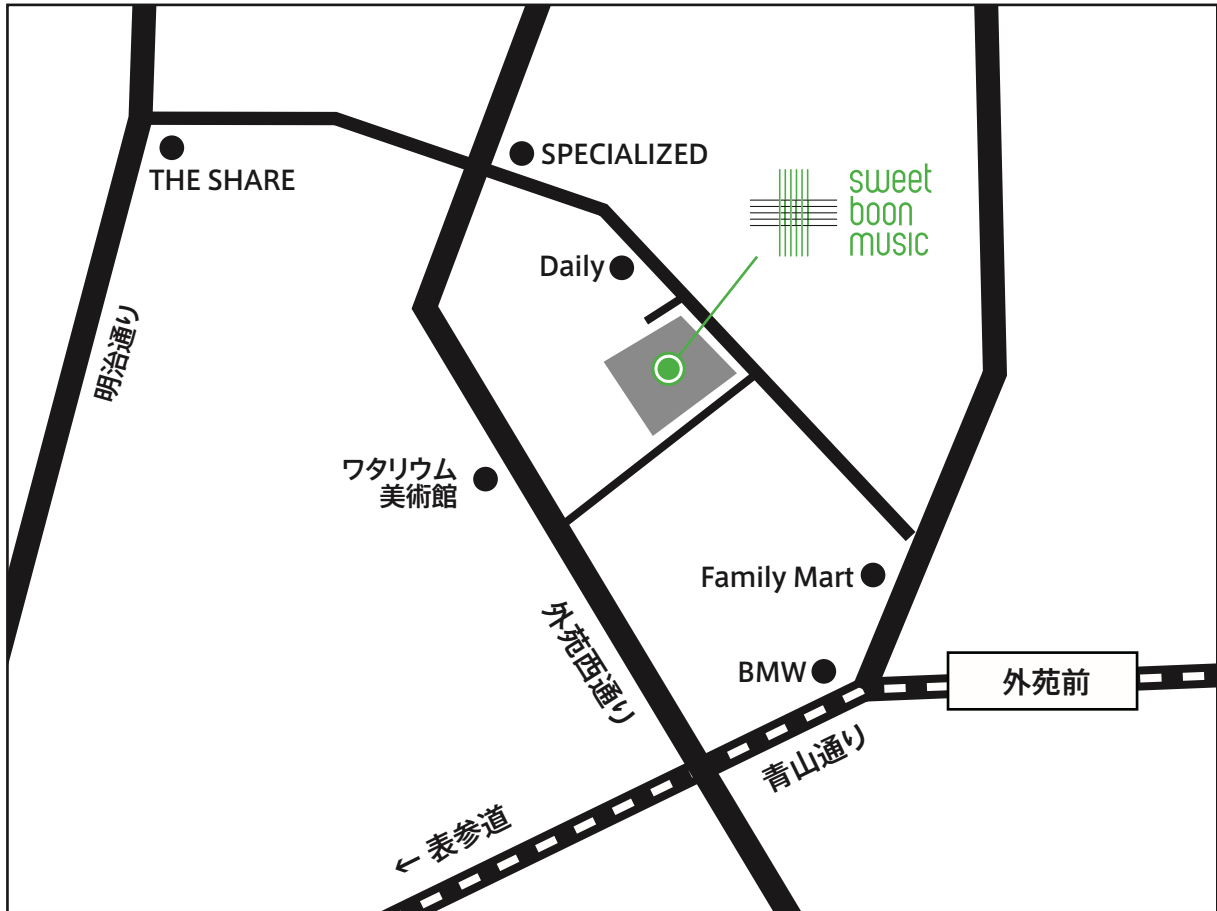 SPECIALIZED
THE SHARE
sweet
boon
music
Daily
明治通り
ワタリウム
美術館
Family Mart
外苑西通り
BMW
外苑前
青山通り
← 表参道